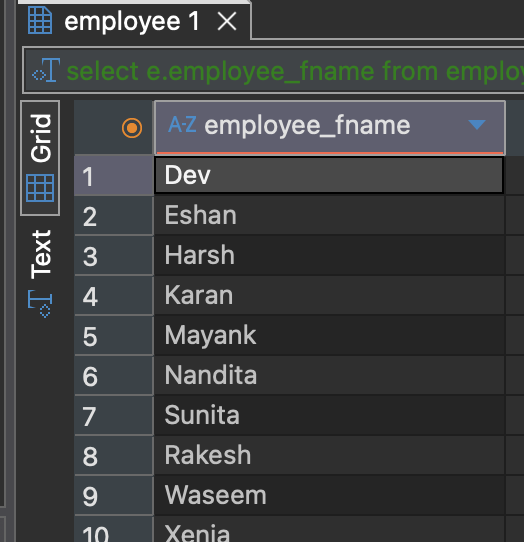 employee 1
select e.employee_fname from employ
Grid
Text
A-Z employee_fname
1 Dev
2 Eshan
3 Harsh
4 Karan
5 Mayank
6 Nandita
7 Sunita
8 Rakesh
9 Waseem
10 Xenia